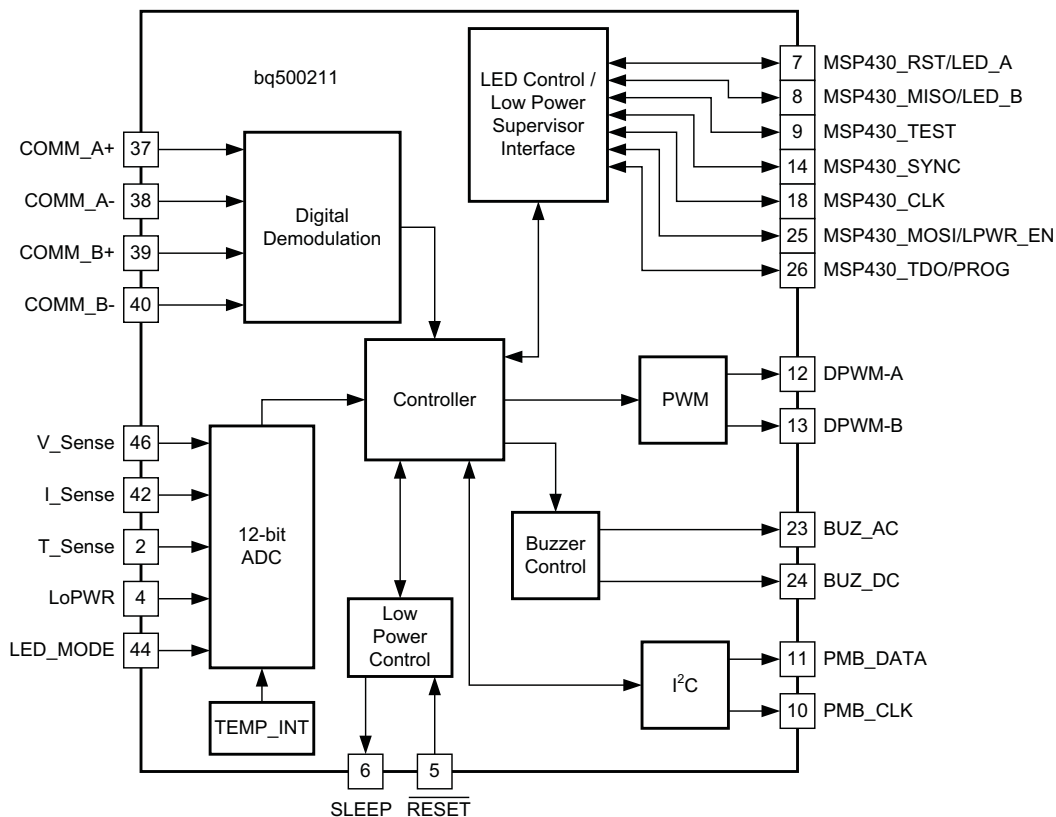 bq500211
LED Control /
Low Power
Supervisor
Interface
7 MSP430_RST/LED_A
8 MSP430_MISO/LED_B
9 MSP430_TEST
14 MSP430_SYNC
18 MSP430_CLK
25 MSP430_MOSI/LPWR_EN
26 MSP430_TDO/PROG
COMM_A+ 37
COMM_A- 38
COMM_B+ 39
COMM_B- 40
Digital
Demodulation
Controller
PWM
12 DPWM-A
13 DPWM-B
V_Sense 46
I_Sense 42
T_Sense 2
LoPWR 4
LED_MODE 44
12-bit
ADC
Buzzer
Control
23 BUZ_AC
24 BUZ_DC
Low
Power
Control
I²C
11 PMB_DATA
10 PMB_CLK
TEMP_INT
6
SLEEP
5
RESET